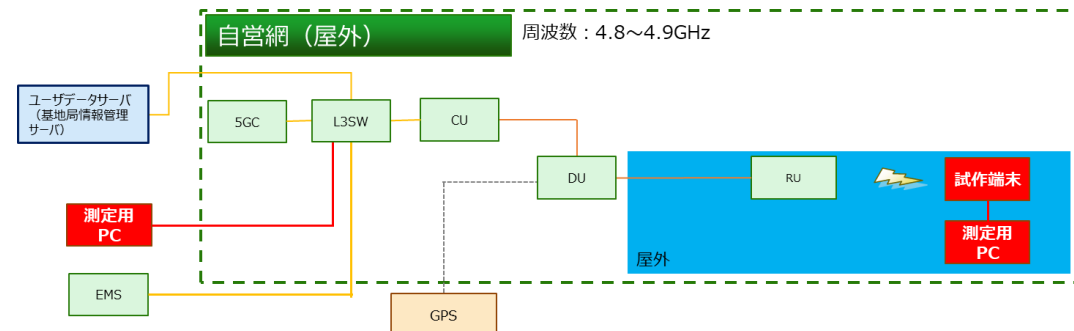 自営網（屋外）
周波数：4.8～4.9GHz
ユーザデータサーバ
（基地局情報管理
サーバ）
5GC
L3SW
CU
DU
RU
試作端末
測定用
PC
測定用
PC
屋外
EMS
GPS